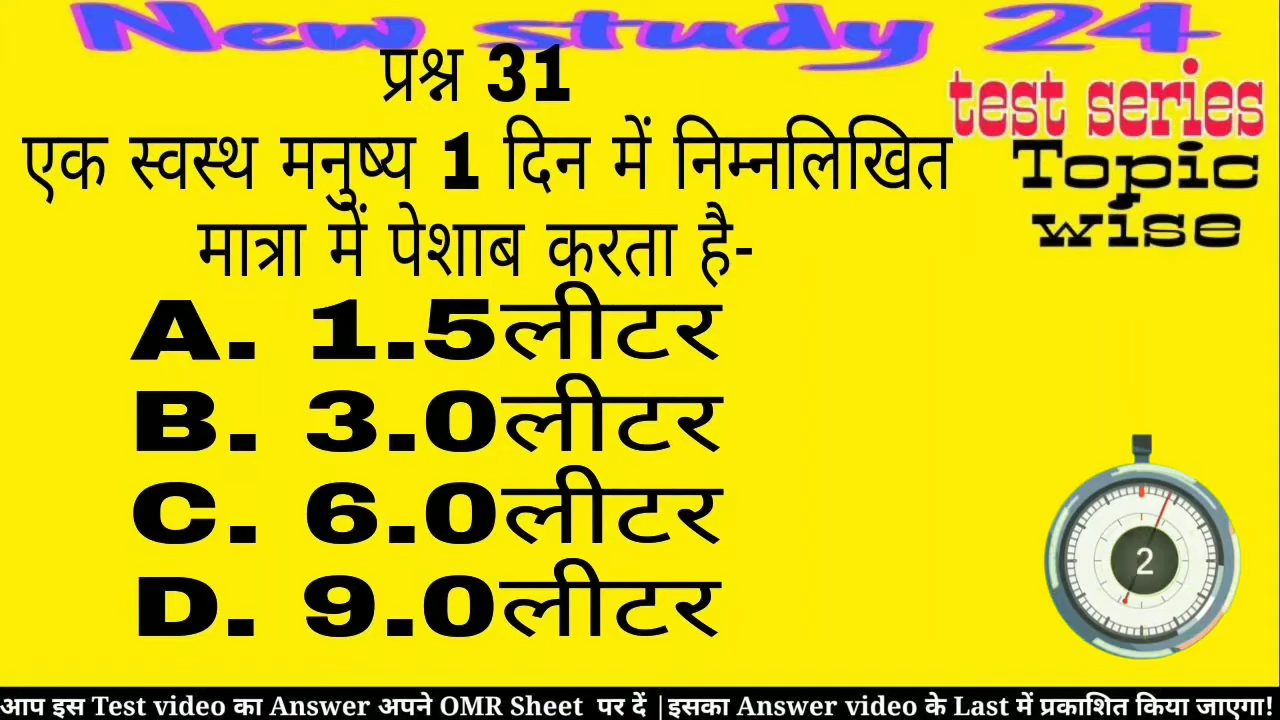 New study 24
test series
Topic
wise
प्रश्न 31
एक स्वस्थ मनुष्य 1 दिन में निम्नलिखित
मात्रा में पेशाब करता है-
A. 1.5लीटर
B. 3.0लीटर
C. 6.0लीटर
D. 9.0लीटर
2
आप इस Test video का Answer अपने OMR Sheet पर दें |इसका Answer video के Last में प्रकाशित किया जाएगा!